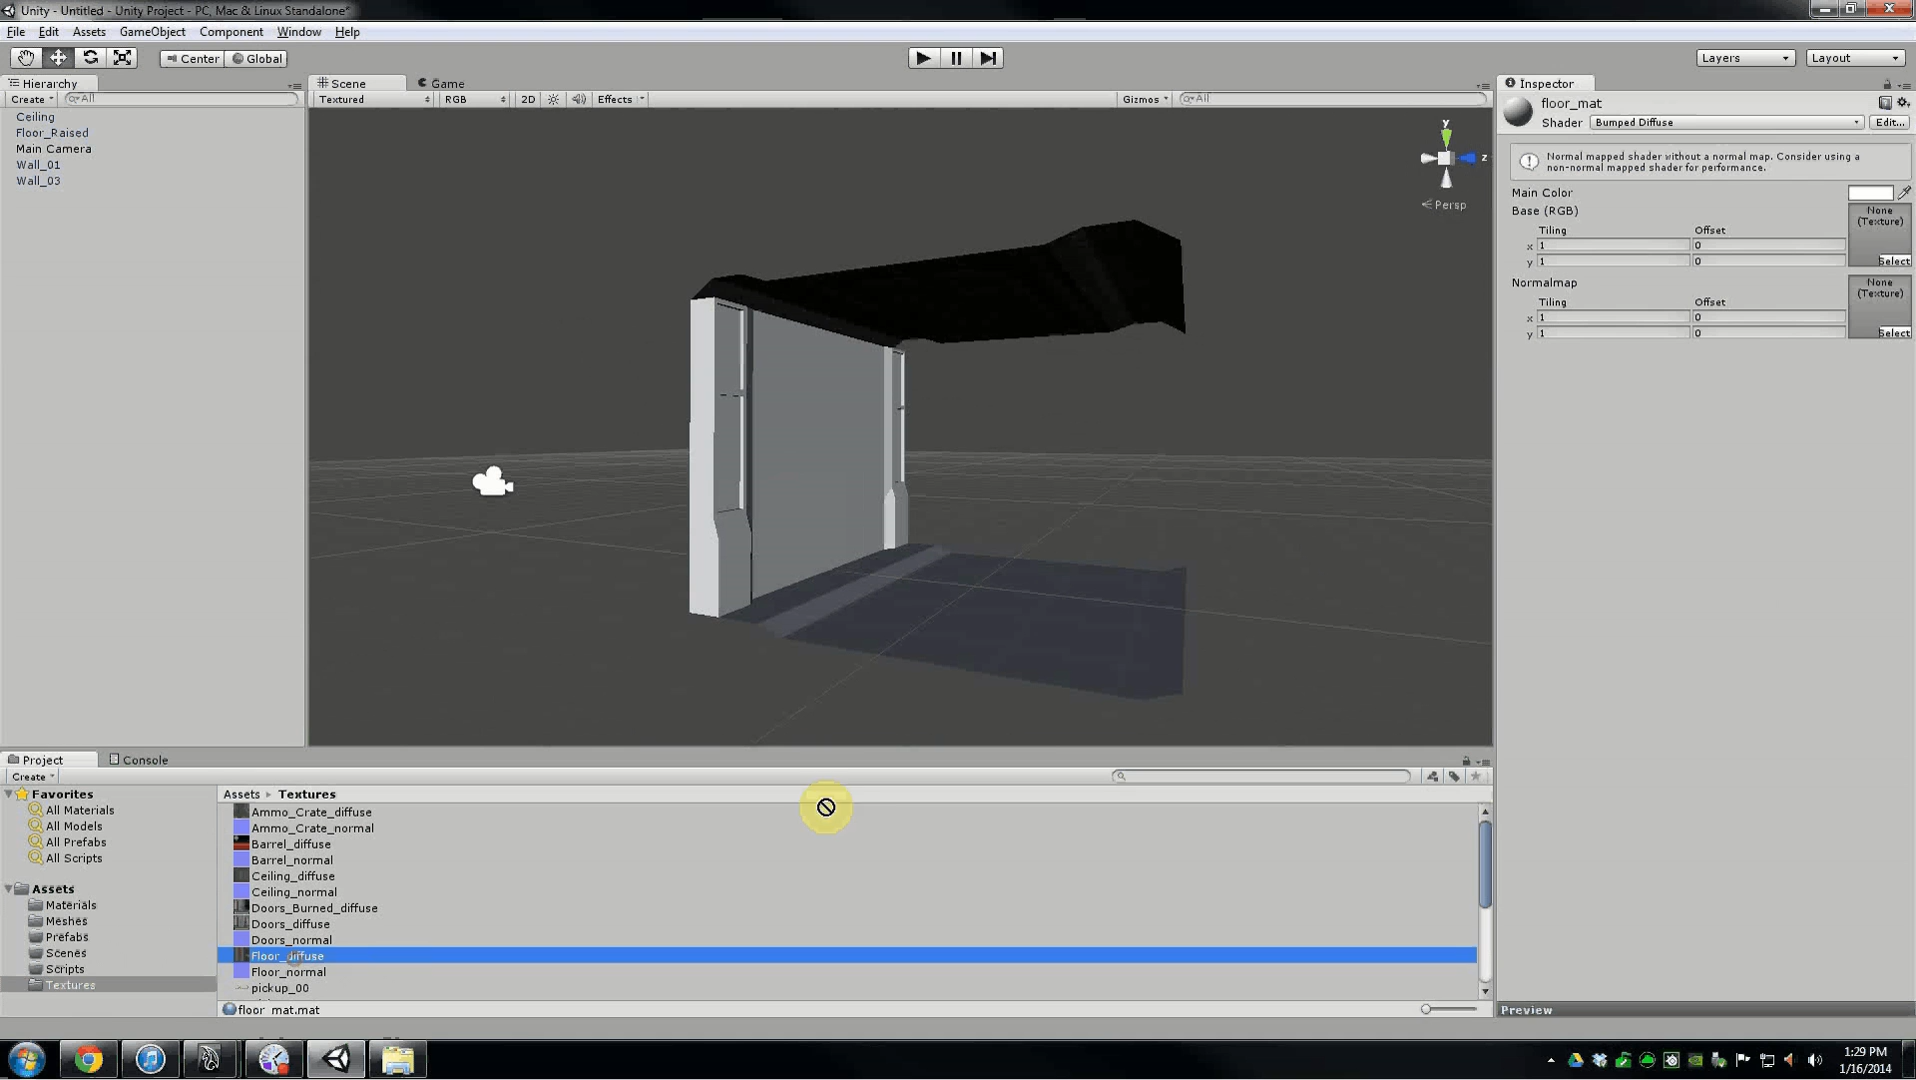 Unity - Untitled - Unity Project - PC, Mac & Linux Standalone*
File Edit Assets GameObject Component Window Help
Center Global Layers Layout
Hierarchy Scene Game Inspector
Create All Textured RGB 2D Effects Gizmos All
Ceiling
Floor_Raised
Main Camera
Wall_01
Wall_03
y
z
Persp
floor_mat
Shader Bumped Diffuse Edit...
Normal mapped shader without a normal map. Consider using a
non-normal mapped shader for performance.
Main Color
Base (RGB) None
(Texture)
Tiling Offset
x 1 0
y 1 0 Select
Normalmap None
(Texture)
Tiling Offset
x 1 0
y 1 0 Select
Project Console
Create
Favorites
All Materials
All Models
All Prefabs
All Scripts
Assets
Materials
Meshes
Prefabs
Scenes
Scripts
Textures
Assets Textures
Ammo_Crate_diffuse
Ammo_Crate_normal
Barrel_diffuse
Barrel_normal
Ceiling_diffuse
Ceiling_normal
Doors_Burned_diffuse
Doors_diffuse
Doors_normal
Floor_diffuse
Floor_normal
pickup_00
floor_mat.mat
Preview
1:29 PM
1/16/2014